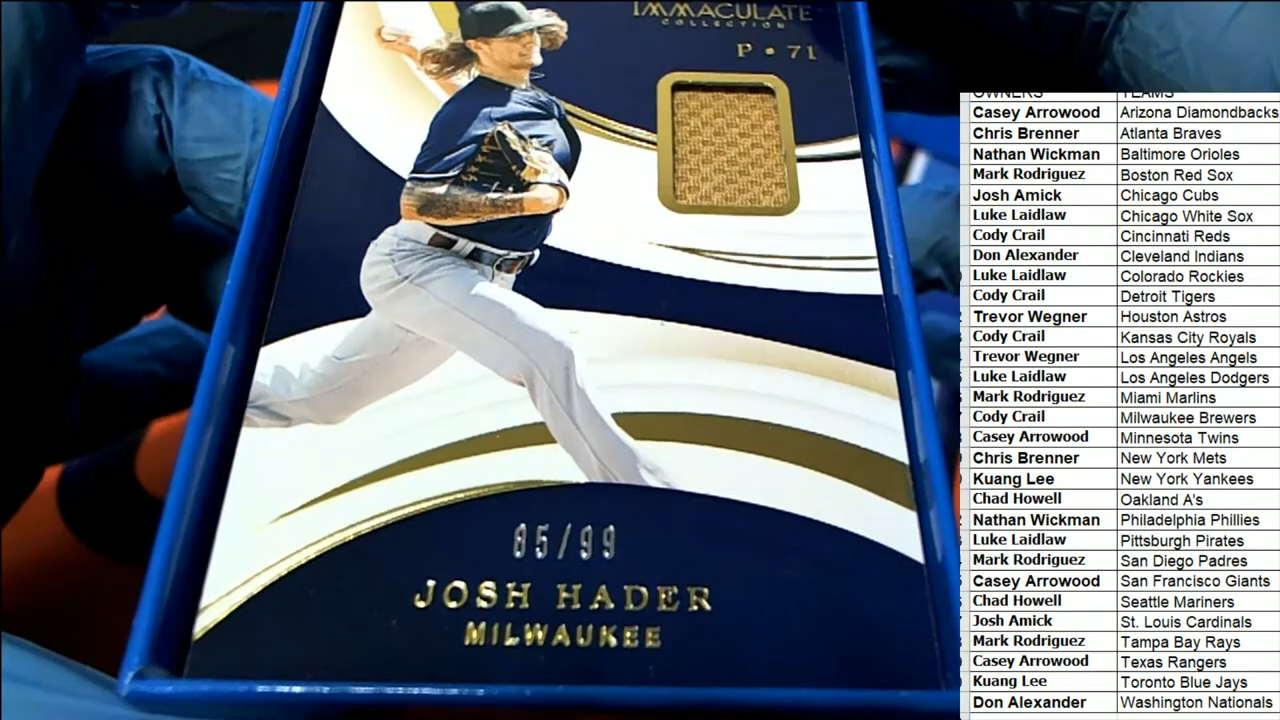 IMMACULATE
COLLECTION
P • 71
85/99
JOSH HADER
MILWAUKEE
OWNERS TEAMS
Casey Arrowood Arizona Diamondbacks
Chris Brenner Atlanta Braves
Nathan Wickman Baltimore Orioles
Mark Rodriguez Boston Red Sox
Josh Amick Chicago Cubs
Luke Laidlaw Chicago White Sox
Cody Crail Cincinnati Reds
Don Alexander Cleveland Indians
Luke Laidlaw Colorado Rockies
Cody Crail Detroit Tigers
Trevor Wegner Houston Astros
Cody Crail Kansas City Royals
Trevor Wegner Los Angeles Angels
Luke Laidlaw Los Angeles Dodgers
Mark Rodriguez Miami Marlins
Cody Crail Milwaukee Brewers
Casey Arrowood Minnesota Twins
Chris Brenner New York Mets
Kuang Lee New York Yankees
Chad Howell Oakland A's
Nathan Wickman Philadelphia Phillies
Luke Laidlaw Pittsburgh Pirates
Mark Rodriguez San Diego Padres
Casey Arrowood San Francisco Giants
Chad Howell Seattle Mariners
Josh Amick St. Louis Cardinals
Mark Rodriguez Tampa Bay Rays
Casey Arrowood Texas Rangers
Kuang Lee Toronto Blue Jays
Don Alexander Washington Nationals